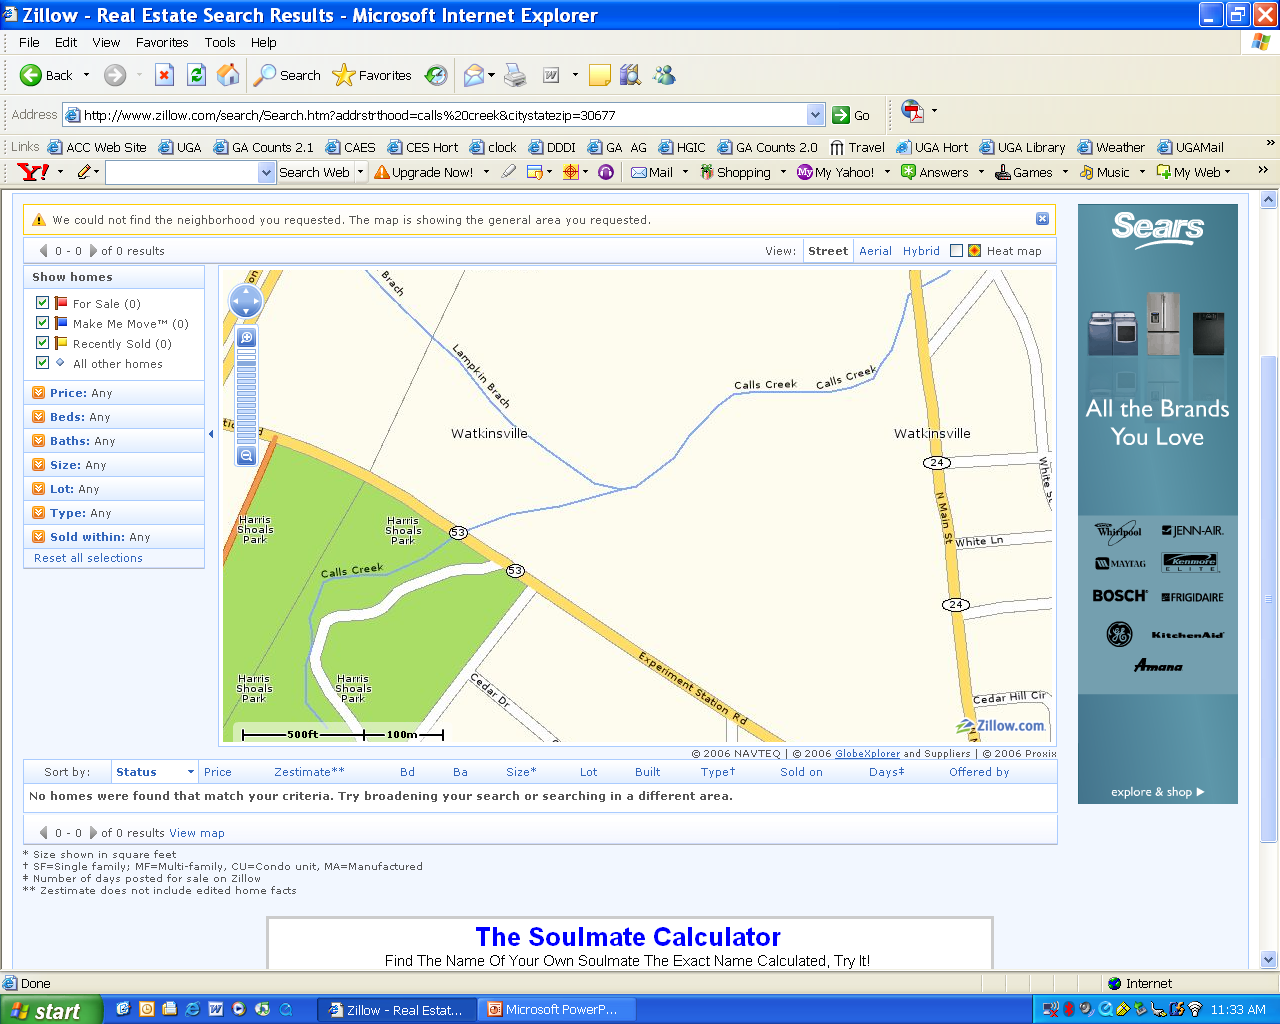 Zillow - Real Estate Search Results - Microsoft Internet Explorer
File Edit View Favorites Tools Help
Back Search Favorites
Address http://www.zillow.com/search/Search.htm?addrstrthood=calls%20creek&citystatezip=30677 Go
Links ACC Web Site UGA GA Counts 2.1 CAES CES Hort clock DDDI GA AG HGIC GA Counts 2.0 Travel UGA Hort UGA Library Weather UGAMail »
Y! Search Web Upgrade Now! Mail Shopping My Yahoo! Answers Games Music My Web »
We could not find the neighborhood you requested. The map is showing the general area you requested.
0 - 0 of 0 results View: Street Aerial Hybrid Heat map
Show homes
For Sale (0)
Make Me Move™ (0)
Recently Sold (0)
All other homes
Price: Any
Beds: Any
Baths: Any
Size: Any
Lot: Any
Type: Any
Sold within: Any
Reset all selections
Brach
Lampkin Brach
Calls Creek Calls Creek
Watkinsville Watkinsville
24
White St
N Main St
Harris Shoals Park
Harris Shoals Park
53
White Ln
Calls Creek
53
24
Experiment Station Rd
Harris Shoals Park
Harris Shoals Park
Cedar Dr
Cedar Hill Cir
Zillow.com
500ft 100m
© 2006 NAVTEQ | © 2006 GlobeXplorer and Suppliers | © 2006 Proxix
Sort by: Status Price Zestimate** Bd Ba Size* Lot Built Type† Sold on Days‡ Offered by
No homes were found that match your criteria. Try broadening your search or searching in a different area.
0 - 0 of 0 results View map
* Size shown in square feet
† SF=Single family; MF=Multi-family, CU=Condo unit, MA=Manufactured
‡ Number of days posted for sale on Zillow
** Zestimate does not include edited home facts
The Soulmate Calculator
Find The Name Of Your Own Soulmate The Exact Name Calculated, Try It!
Sears
All the Brands
You Love
Whirlpool JENN-AIR.
MAYTAG Kenmore ELITE
BOSCH FRIGIDAIRE
GE KitchenAid
Amana
explore & shop
Done Internet
start Zillow - Real Estat... Microsoft PowerP... 11:33 AM